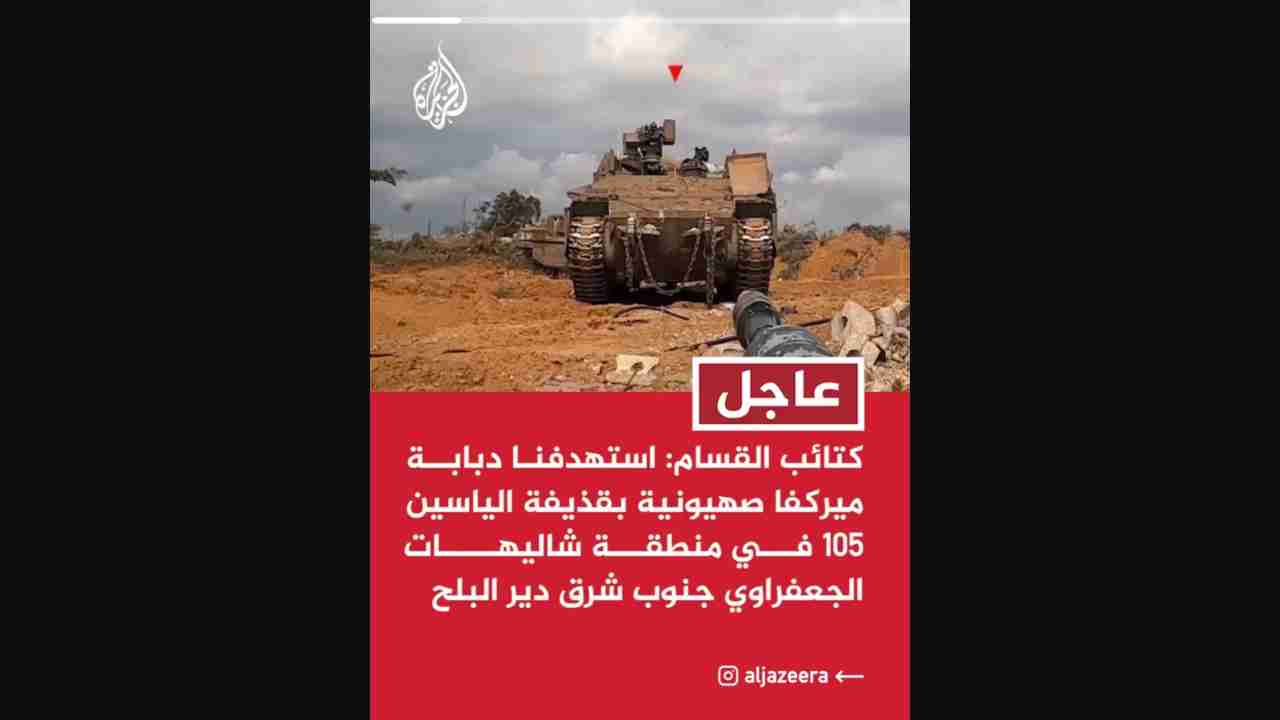 الجزيرة
عاجل
كتائب القسام: استهدفنا دبابة
ميركفا صهيونية بقذيفة الياسين
105 في منطقة شاليهات
الجعفراوي جنوب شرق دير البلح
aljazeera